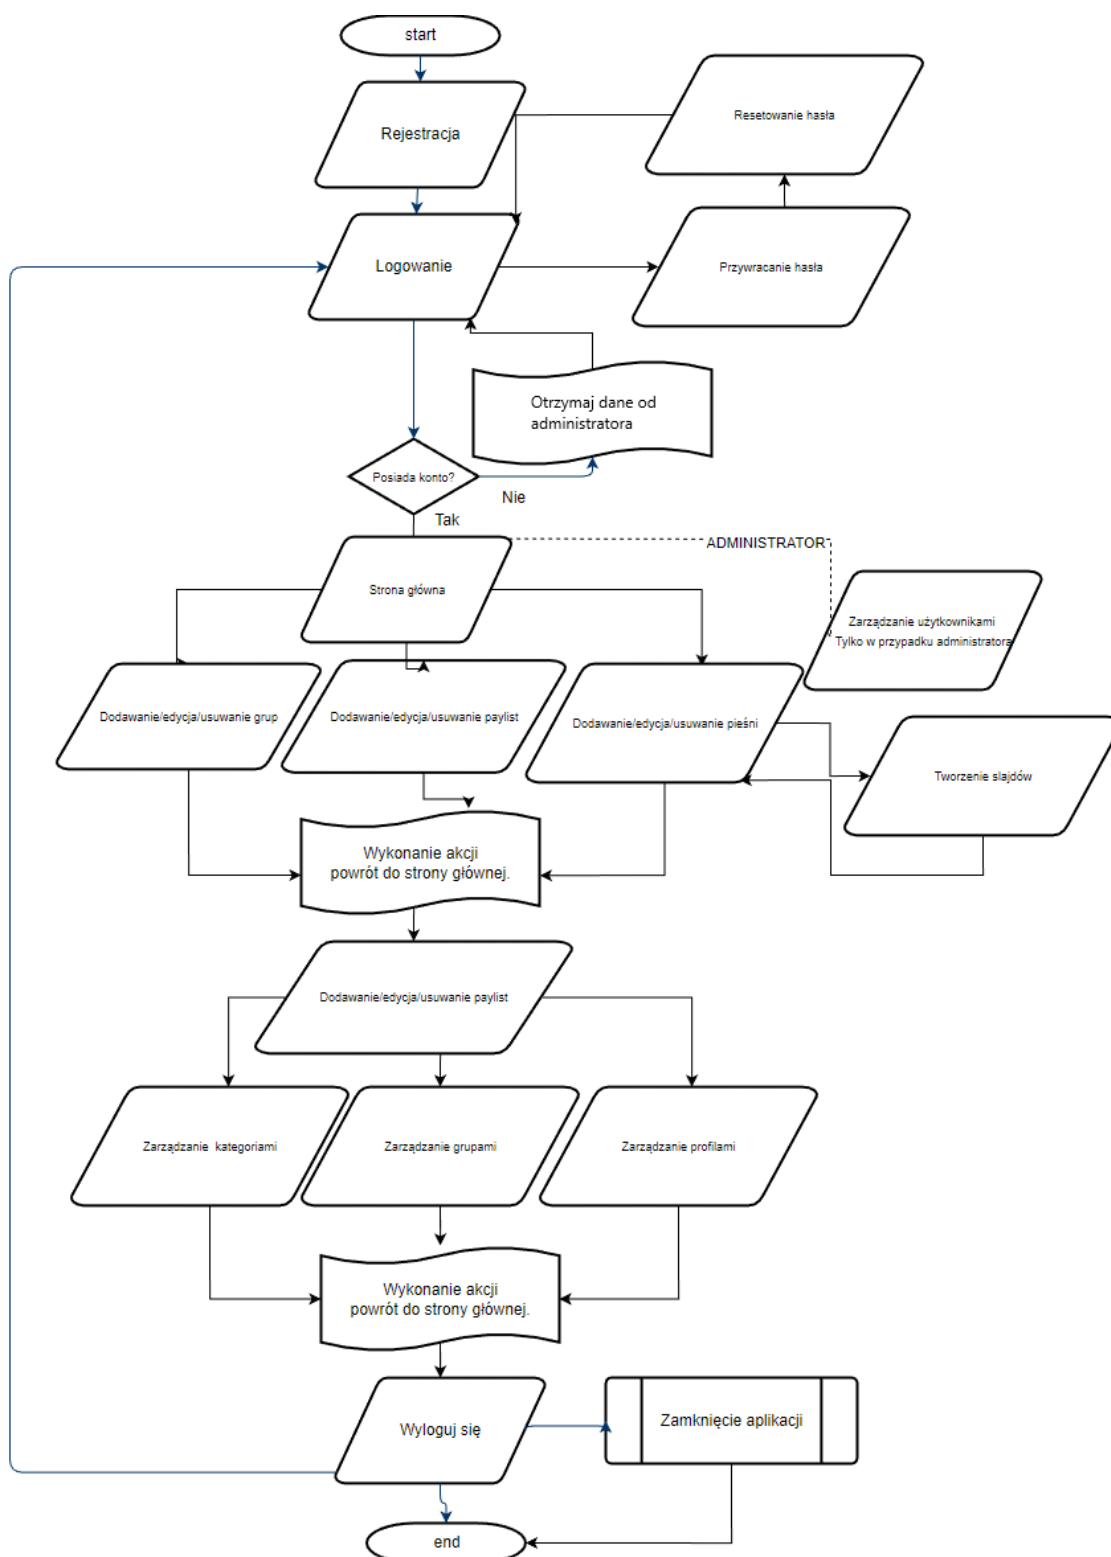 start
Rejestracja
Resetowanie hasła
Logowanie
Przywracanie hasła
Otrzymaj dane od
administratora
Posiada konto?
Nie
Tak
ADMINISTRATOR
Strona główna
Zarządzanie użytkownikami
Tylko w przypadku administratora
Dodawanie/edycja/usuwanie grup
Dodawanie/edycja/usuwanie paylist
Dodawanie/edycja/usuwanie pieśni
Tworzenie slajdów
Wykonanie akcji
powrót do strony głównej.
Dodawanie/edycja/usuwanie paylist
Zarządzanie kategoriami
Zarządzanie grupami
Zarządzanie profilami
Wykonanie akcji
powrót do strony głównej.
Wyloguj się
Zamknięcie aplikacji
end